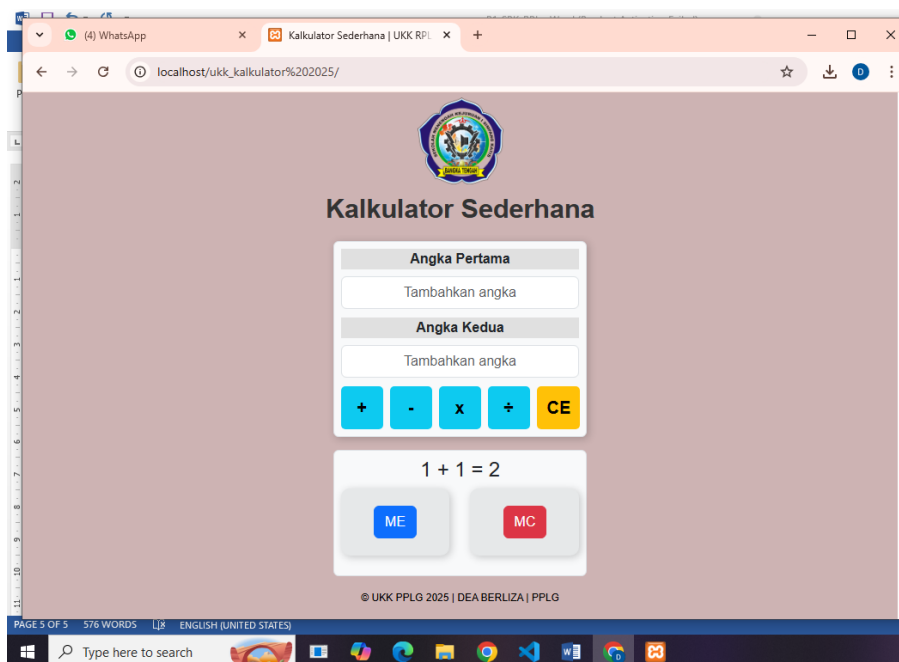 (4) WhatsApp
Kalkulator Sederhana | UKK RPL
localhost/ukk_kalkulator%202025/
D
BANGKA TENGAH
Kalkulator Sederhana
Angka Pertama
Tambahkan angka
Angka Kedua
Tambahkan angka
+ - x ÷ CE
1 + 1 = 2
ME MC
© UKK PPLG 2025 | DEA BERLIZA | PPLG
PAGE 5 OF 5 576 WORDS ENGLISH (UNITED STATES)
Type here to search